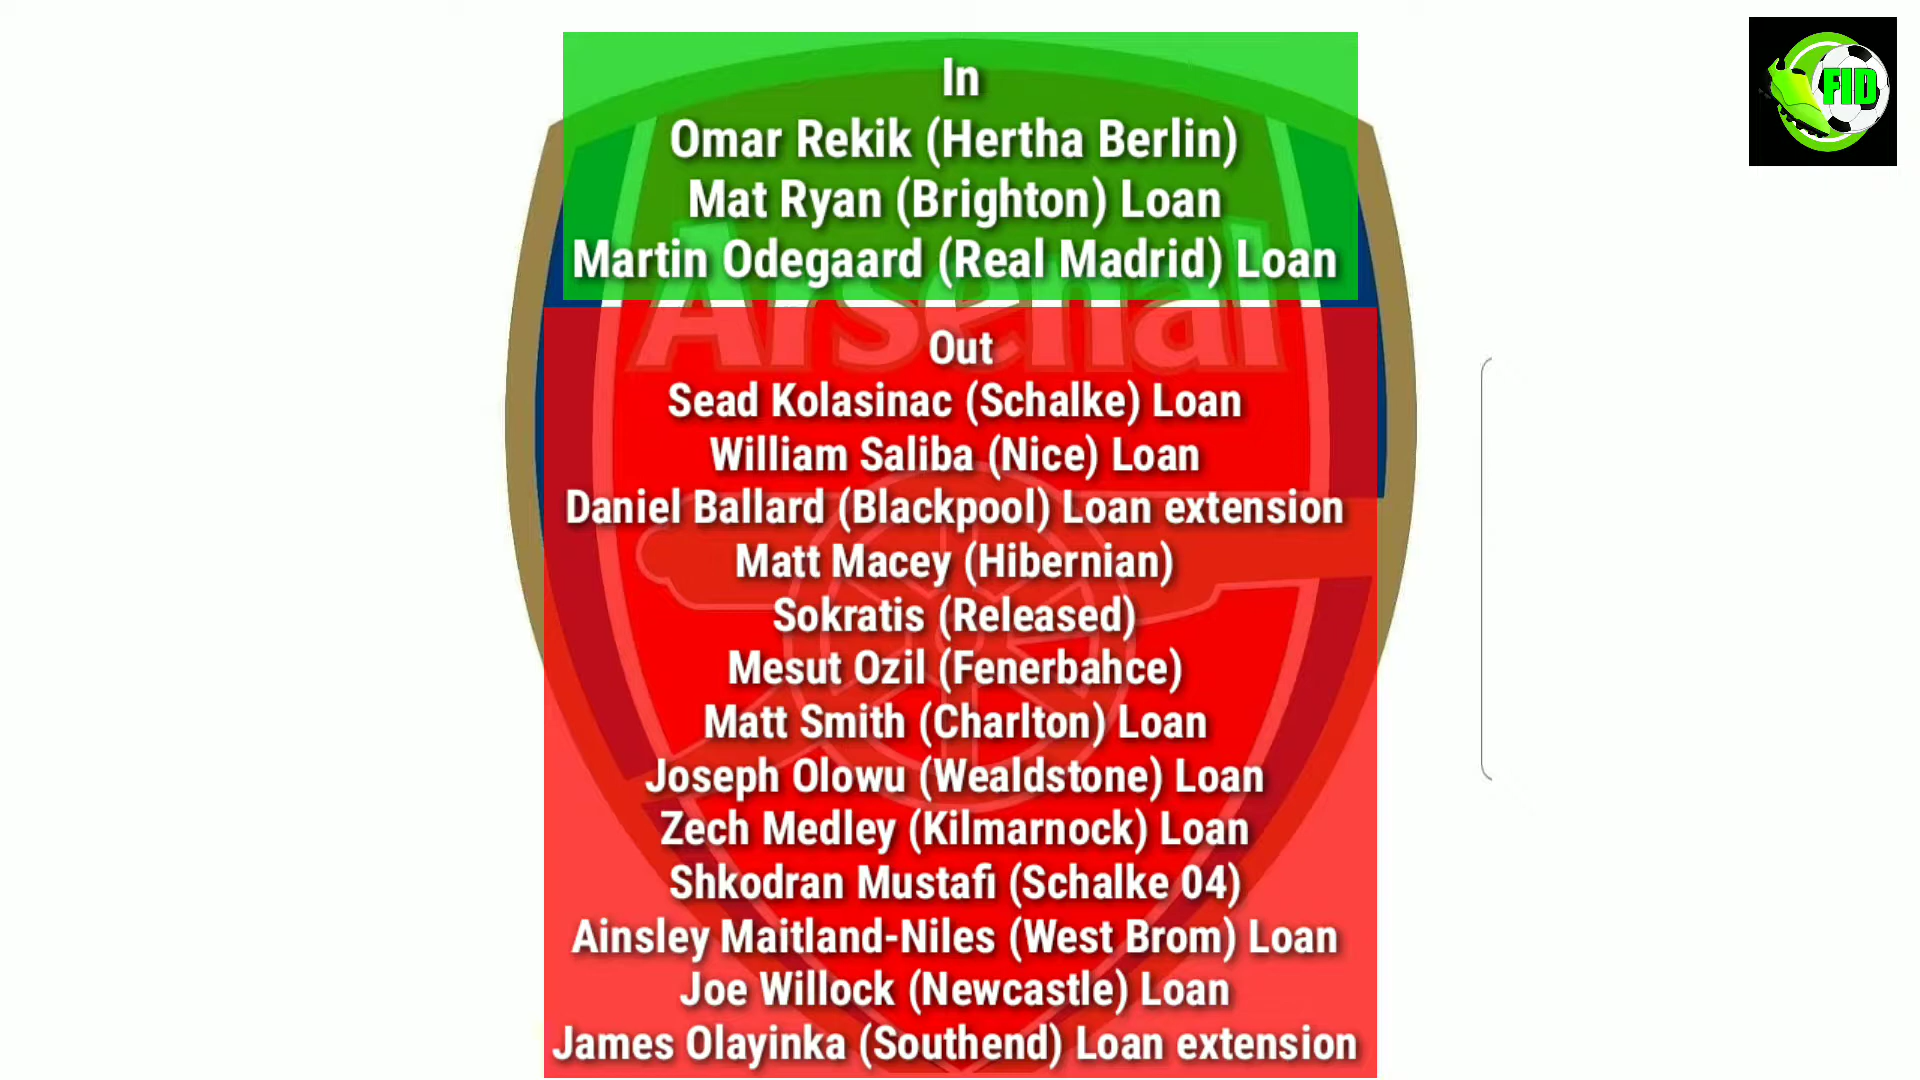 In
FID
Omar Rekik (Hertha Berlin)
Mat Ryan (Brighton) Loan
Martin Odegaard (Real Madrid) Loan
Arsenal
Out
Sead Kolasinac (Schalke) Loan
William Saliba (Nice) Loan
Daniel Ballard (Blackpool) Loan extension
Matt Macey (Hibernian)
Sokratis (Released)
Mesut Ozil (Fenerbahce)
Matt Smith (Charlton) Loan
Joseph Olowu (Wealdstone) Loan
Zech Medley (Kilmarnock) Loan
Shkodran Mustafi (Schalke 04)
Ainsley Maitland-Niles (West Brom) Loan
Joe Willock (Newcastle) Loan
James Olayinka (Southend) Loan extension